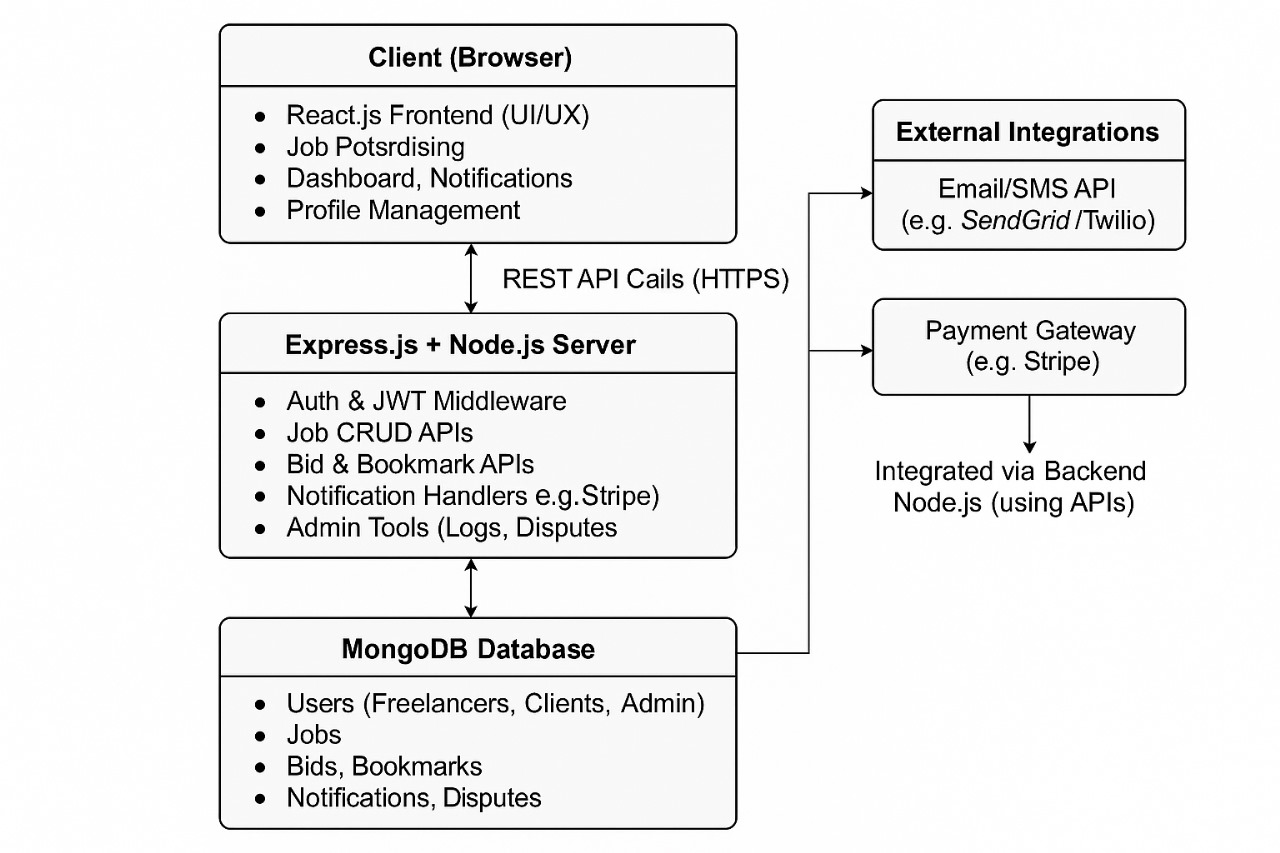 Client (Browser)
• React.js Frontend (UI/UX)
• Job Potsrdising
• Dashboard, Notifications
• Profile Management
REST API Cails (HTTPS)
Express.js + Node.js Server
• Auth & JWT Middleware
• Job CRUD APIs
• Bid & Bookmark APIs
• Notification Handlers e.g.Stripe)
• Admin Tools (Logs, Disputes
MongoDB Database
• Users (Freelancers, Clients, Admin)
• Jobs
• Bids, Bookmarks
• Notifications, Disputes
External Integrations
Email/SMS API
(e.g. SendGrid /Twilio)
Payment Gateway
(e.g. Stripe)
Integrated via Backend
Node.js (using APIs)